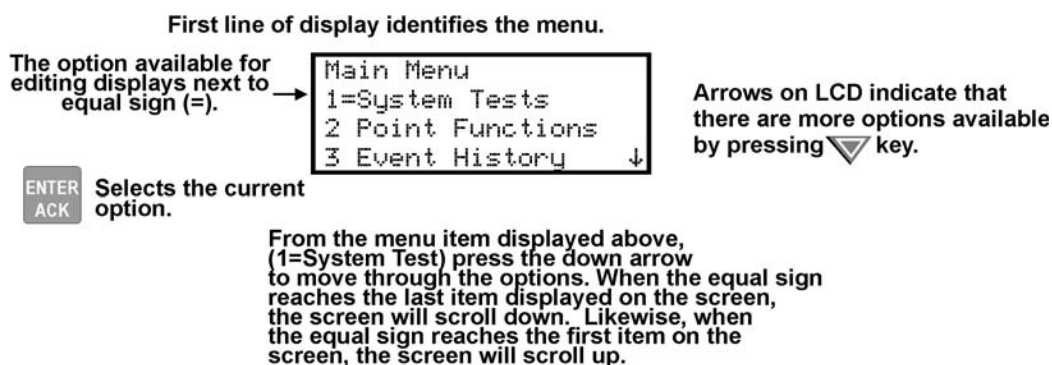 First line of display identifies the menu.
The option available for
editing displays next to
equal sign (=).
Main Menu
1=System Tests
2 Point Functions
3 Event History ↓
Arrows on LCD indicate that
there are more options available
by pressing key.
ENTER
ACK
Selects the current
option.
From the menu item displayed above,
(1=System Test) press the down arrow
to move through the options. When the equal sign
reaches the last item displayed on the screen,
the screen will scroll down. Likewise, when
the equal sign reaches the first item on the
screen, the screen will scroll up.